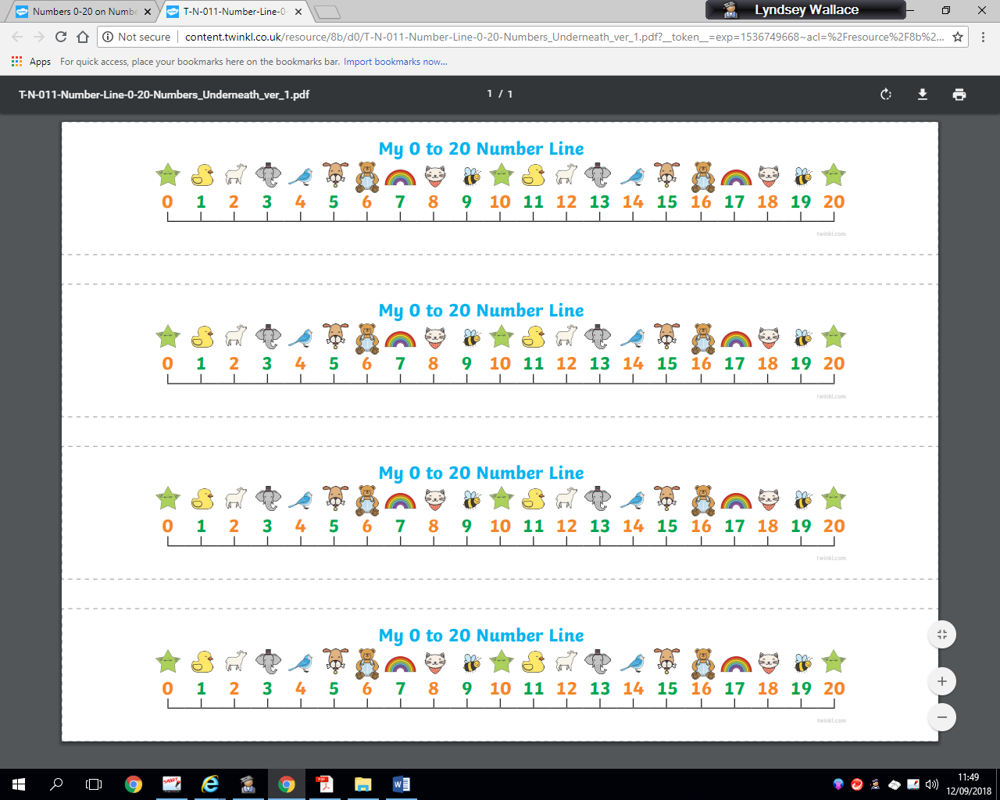 Numbers 0-20 on Numbe
T-N-011-Number-Line-0-
Lyndsey Wallace
Not secure
content.twinkl.co.uk/resource/8b/d0/T-N-011-Number-Line-0-20-Numbers_Underneath_ver_1.pdf?__token__=exp=1536749668~acl=%2Fresource%2F8b%2...
Apps
For quick access, place your bookmarks here on the bookmarks bar. Import bookmarks now...
T-N-011-Number-Line-0-20-Numbers_Underneath_ver_1.pdf
1 / 1
My 0 to 20 Number Line
0 1 2 3 4 5 6 7 8 9 10 11 12 13 14 15 16 17 18 19 20
twinkl.com
My 0 to 20 Number Line
0 1 2 3 4 5 6 7 8 9 10 11 12 13 14 15 16 17 18 19 20
twinkl.com
My 0 to 20 Number Line
0 1 2 3 4 5 6 7 8 9 10 11 12 13 14 15 16 17 18 19 20
twinkl.com
My 0 to 20 Number Line
0 1 2 3 4 5 6 7 8 9 10 11 12 13 14 15 16 17 18 19 20
twinkl.com
11:49
12/09/2018